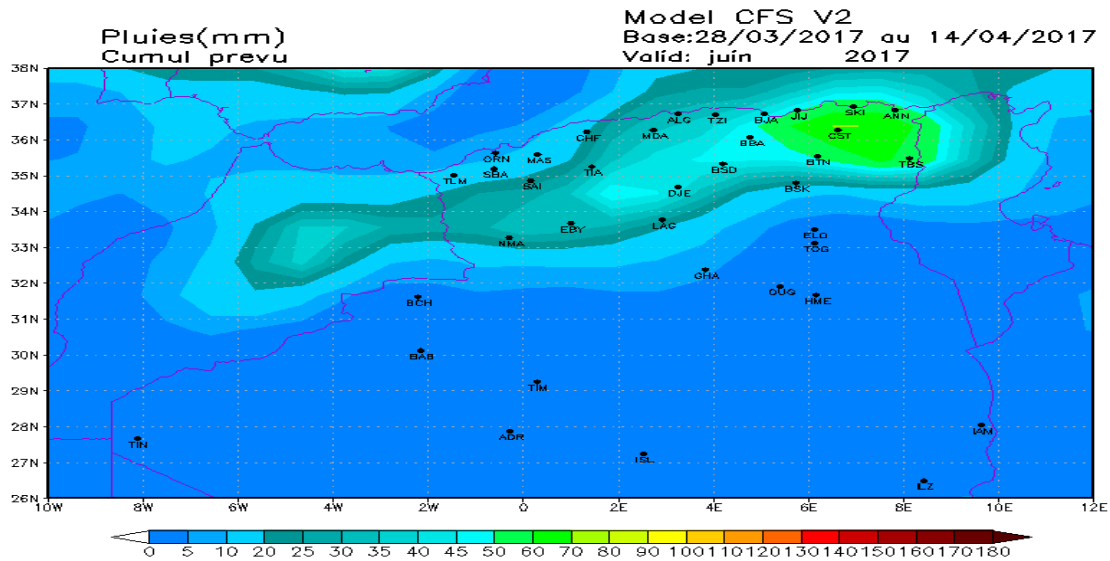 Model CFS V2
Pluies(mm) Base:28/03/2017 au 14/04/2017
Cumul prevu Valid: juin 2017
38N
37N
SKI
JIJ ANN
ALG TZI BJA
36N CHF MDA CST
BBA
ORN MAS BTN TBS
35N SBA TIA BSD
TLM SAI BSK
DJE
34N
EBY LAG ELO
33N NMA TOG
GHA
32N OUG HME
BCH
31N
30N BAB
29N TIM
28N ADR IAM
TIN
27N ISL
ILZ
26N
10W 8W 6W 4W 2W 0 2E 4E 6E 8E 10E 12E
0 5 10 20 25 30 35 40 45 50 60 70 80 90 100 110 120 130 140 150 160 170 180